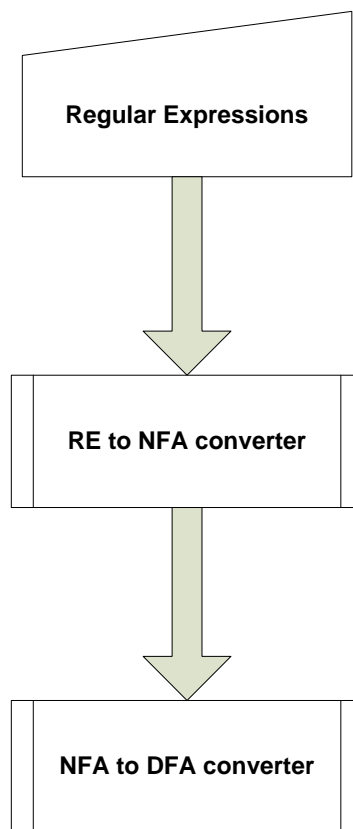 Regular Expressions
RE to NFA converter
NFA to DFA converter